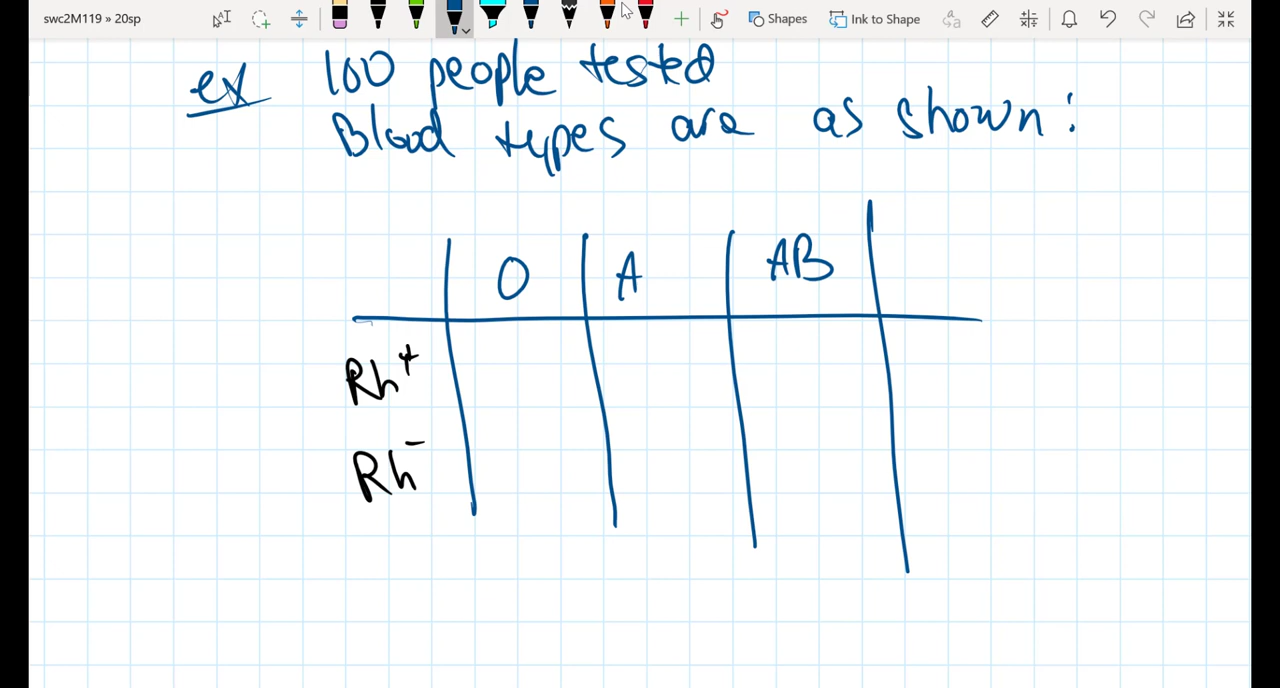 swc2M119 » 20sp
Shapes
Ink to Shape
ex 100 people tested
Blood types are as shown:
O A AB
Rh+
Rh-